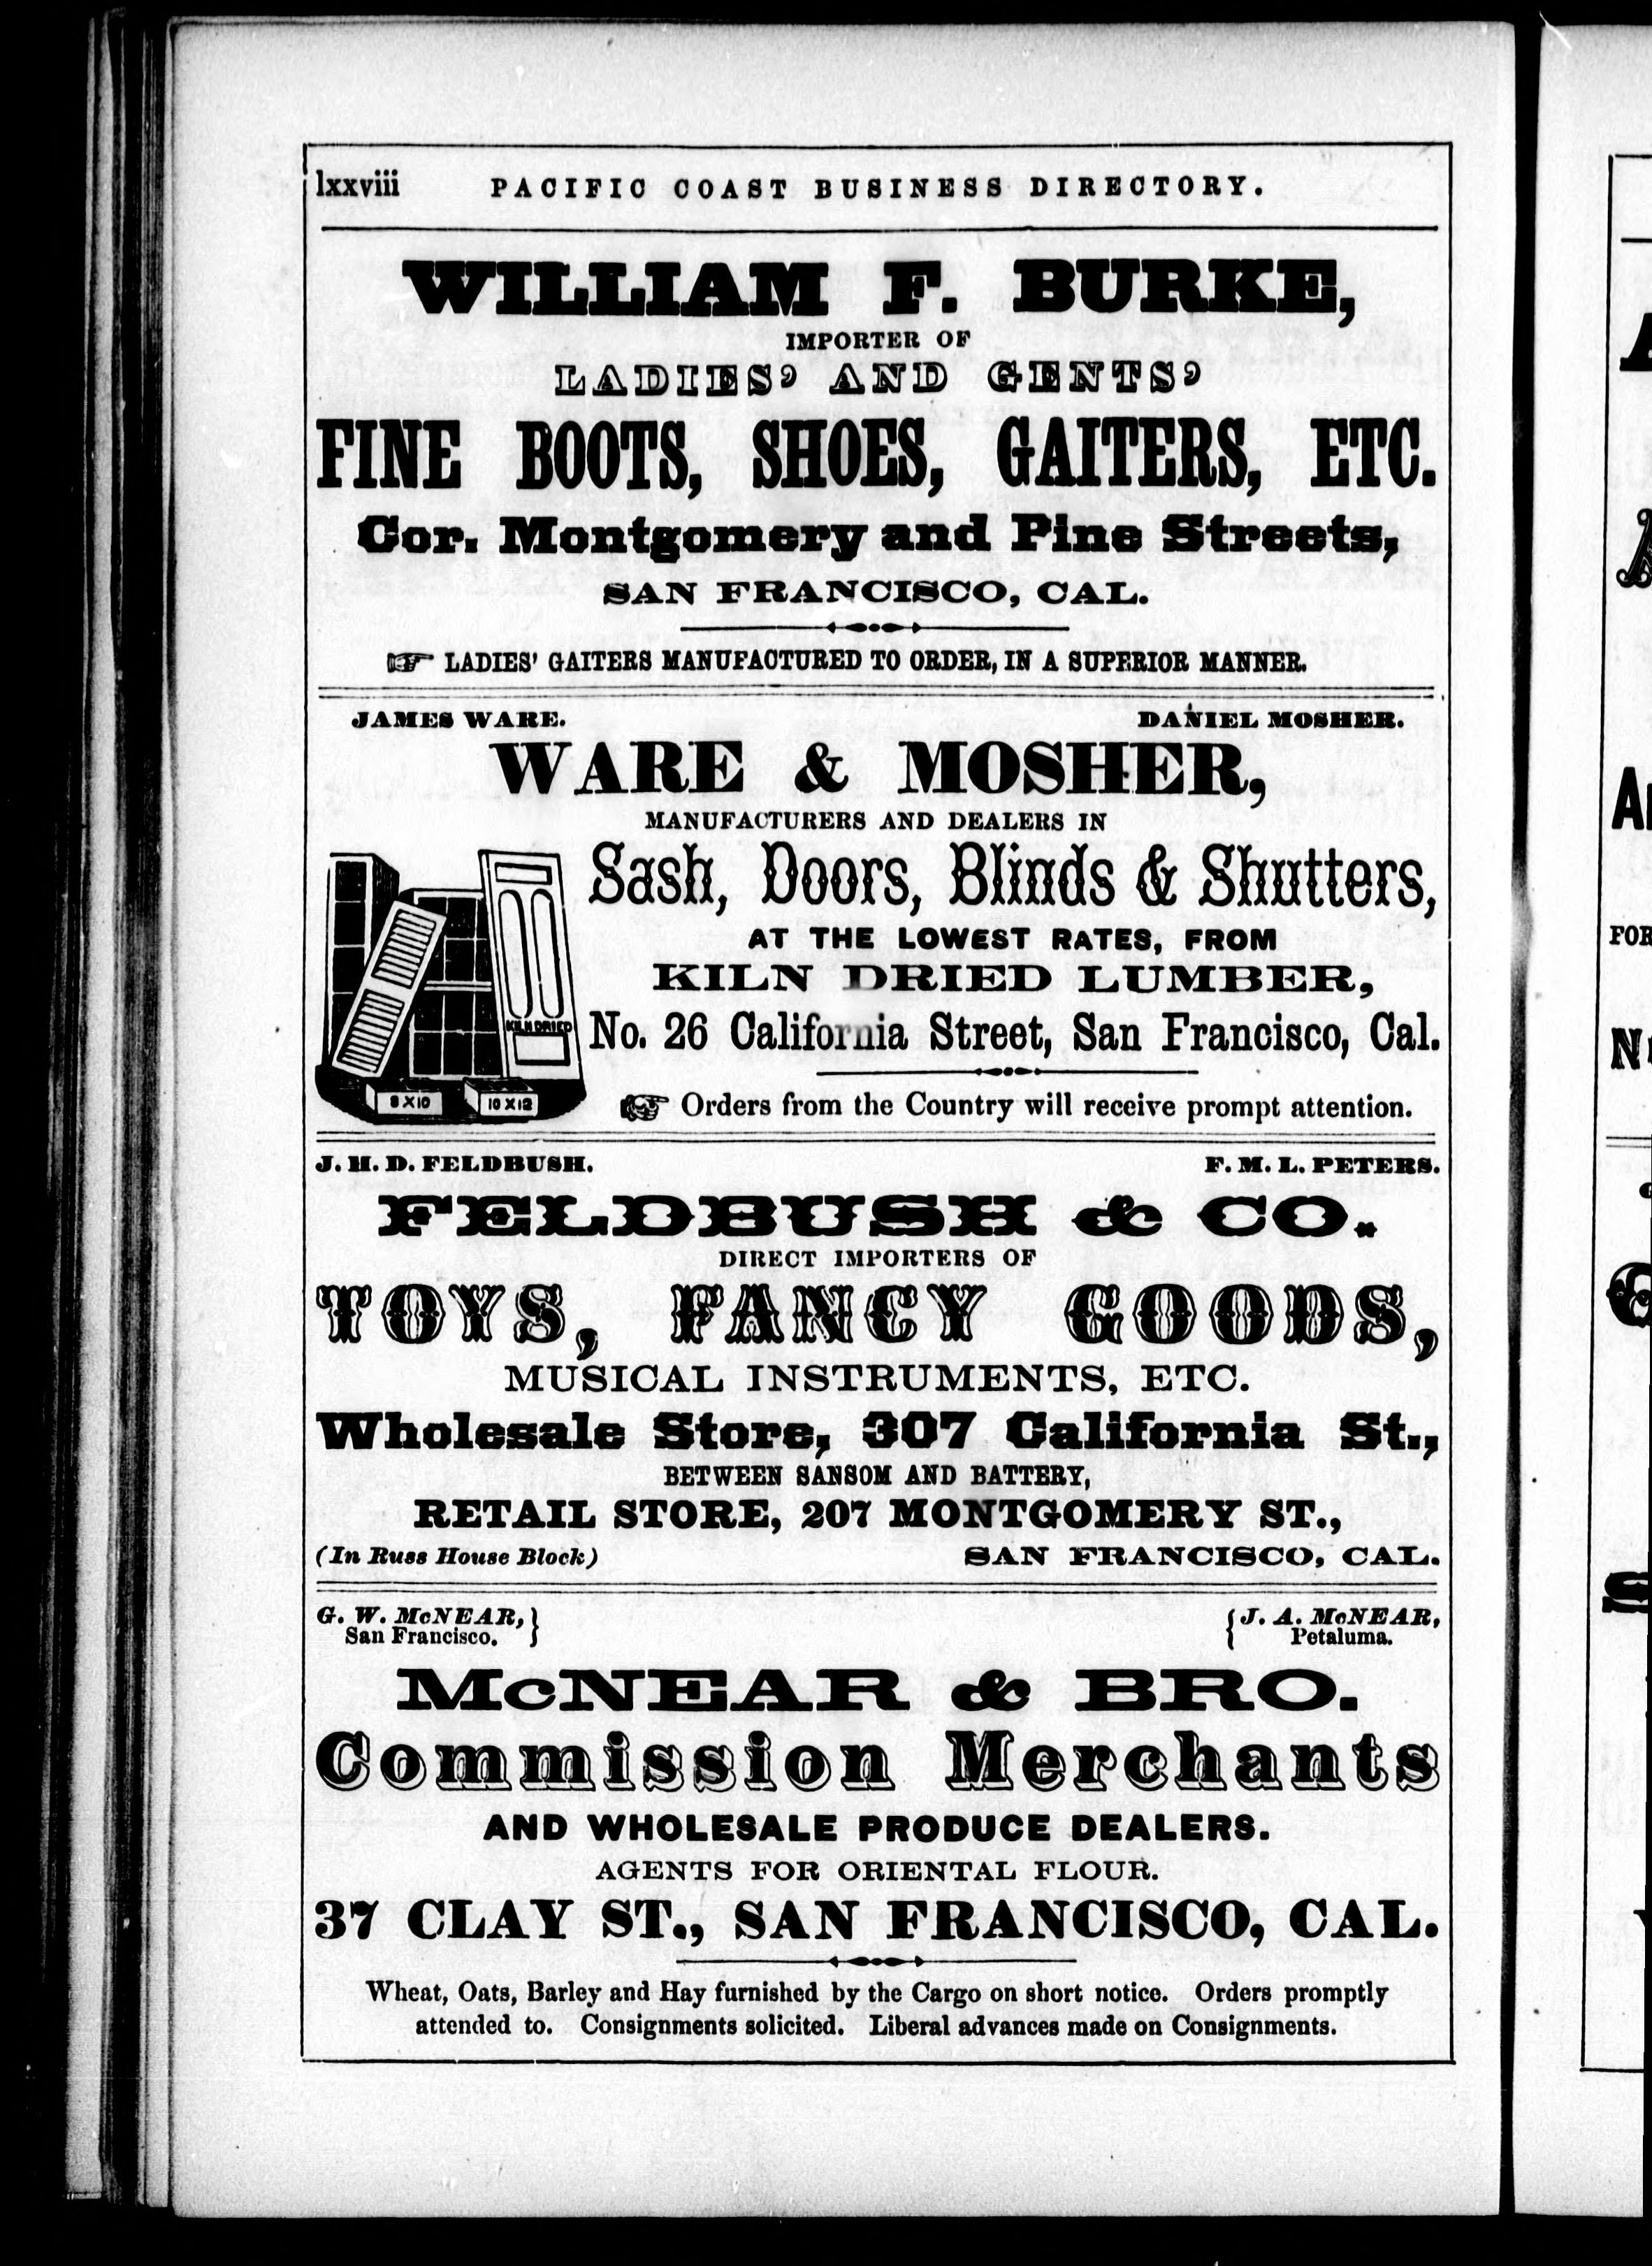 lxxviii PACIFIC COAST BUSINESS DIRECTORY.
WILLIAM F. BURKE,
IMPORTER OF
LADIES' AND GENTS'
FINE BOOTS, SHOES, GAITERS, ETC.
Cor. Montgomery and Pine Streets,
SAN FRANCISCO, CAL.
☞ LADIES' GAITERS MANUFACTURED TO ORDER, IN A SUPERIOR MANNER.
JAMES WARE. DANIEL MOSHER.
WARE & MOSHER,
MANUFACTURERS AND DEALERS IN
Sash, Doors, Blinds & Shutters,
AT THE LOWEST RATES, FROM
KILN DRIED LUMBER,
KILN DRIED
No. 26 California Street, San Francisco, Cal.
8 X 10 10 X 12
☞ Orders from the Country will receive prompt attention.
J. H. D. FELDBUSH. F. M. L. PETERS.
FELDBUSH & CO.
DIRECT IMPORTERS OF
TOYS, FANCY GOODS,
MUSICAL INSTRUMENTS, ETC.
Wholesale Store, 307 California St.,
BETWEEN SANSOM AND BATTERY,
RETAIL STORE, 207 MONTGOMERY ST.,
(In Russ House Block) SAN FRANCISCO, CAL.
G. W. McNEAR, } { J. A. McNEAR,
San Francisco. Petaluma.
McNEAR & BRO.
Commission Merchants
AND WHOLESALE PRODUCE DEALERS.
AGENTS FOR ORIENTAL FLOUR.
37 CLAY ST., SAN FRANCISCO, CAL.
Wheat, Oats, Barley and Hay furnished by the Cargo on short notice. Orders promptly
attended to. Consignments solicited. Liberal advances made on Consignments.